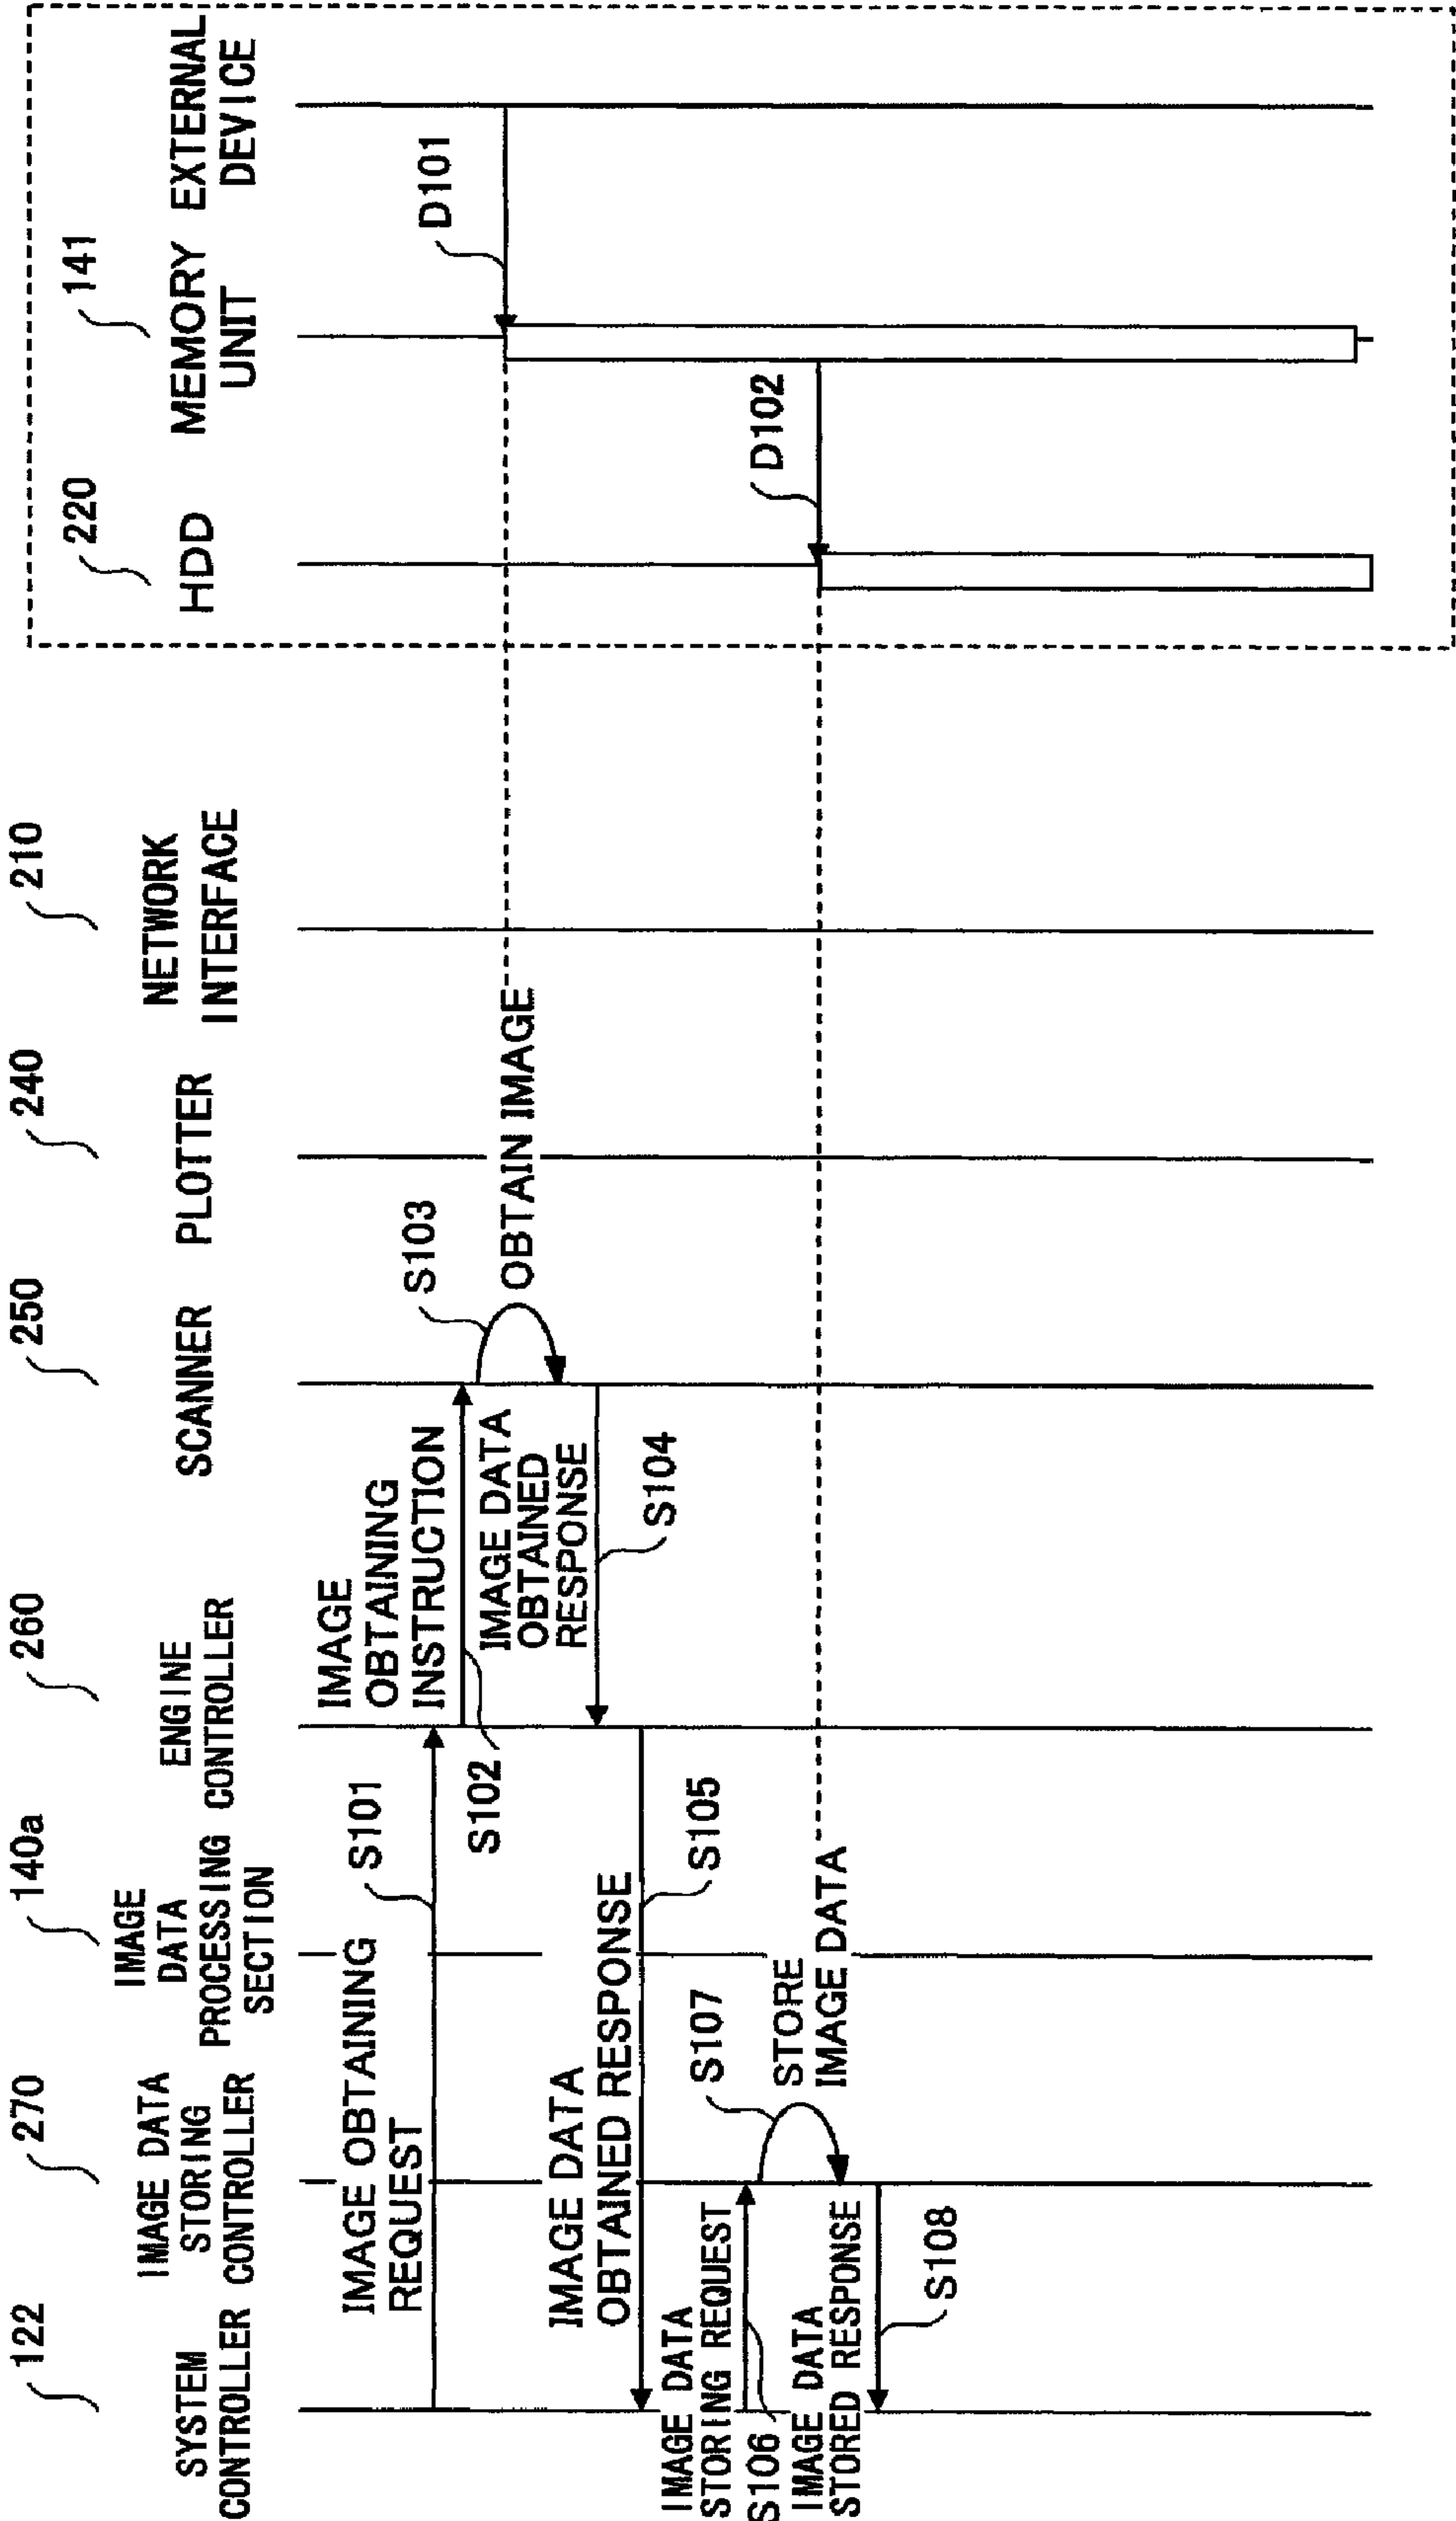 122
270
140a
260
250
240
210
220
141
SYSTEM
CONTROLLER
IMAGE DATA
STORING
CONTROLLER
IMAGE
DATA
PROCESSING
SECTION
ENGINE
CONTROLLER
SCANNER
PLOTTER
NETWORK
INTERFACE
HDD
MEMORY
UNIT
EXTERNAL
DEVICE
IMAGE OBTAINING
REQUEST
S101
IMAGE
OBTAINING
INSTRUCTION
S102
S103
OBTAIN IMAGE
D101
IMAGE DATA
OBTAINED
RESPONSE
S104
IMAGE DATA
OBTAINED RESPONSE
S105
IMAGE DATA
STORING REQUEST
S106
S107
STORE
IMAGE DATA
D102
IMAGE DATA
STORED RESPONSE
S108